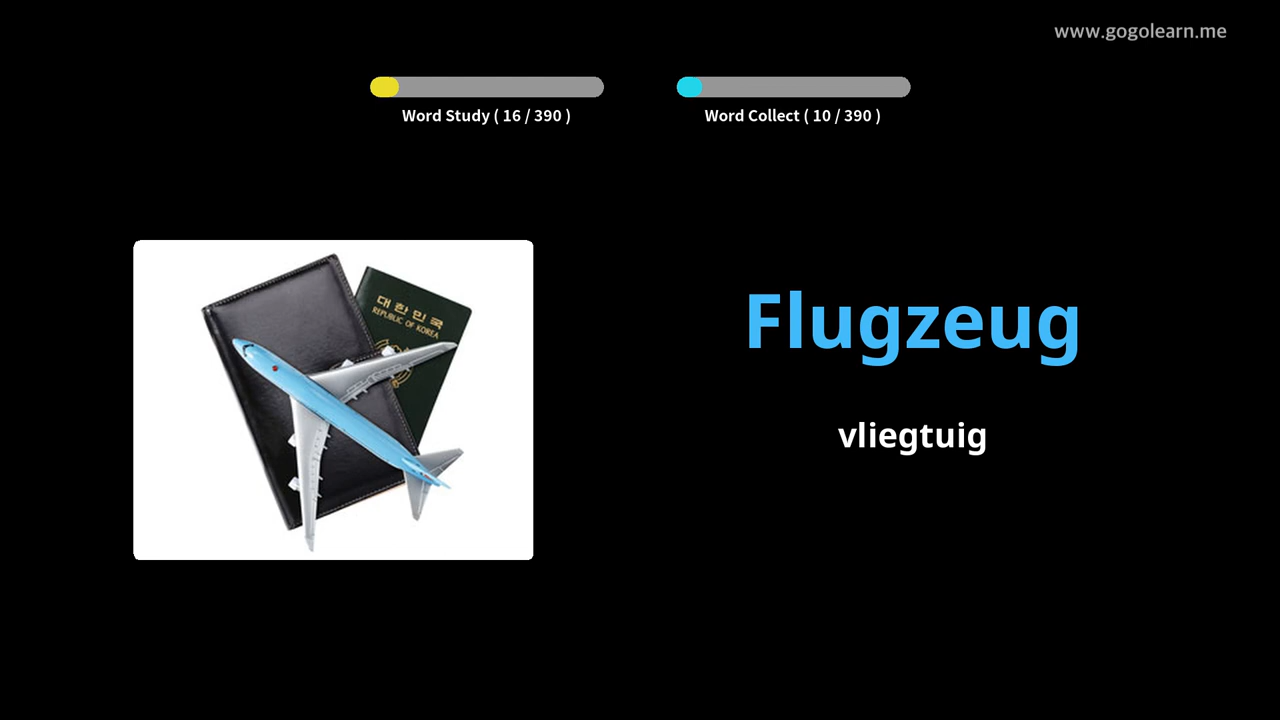 www.gogolearn.me
Word Study ( 16 / 390 )
Word Collect ( 10 / 390 )
대한민국
REPUBLIC OF KOREA
Flugzeug
vliegtuig